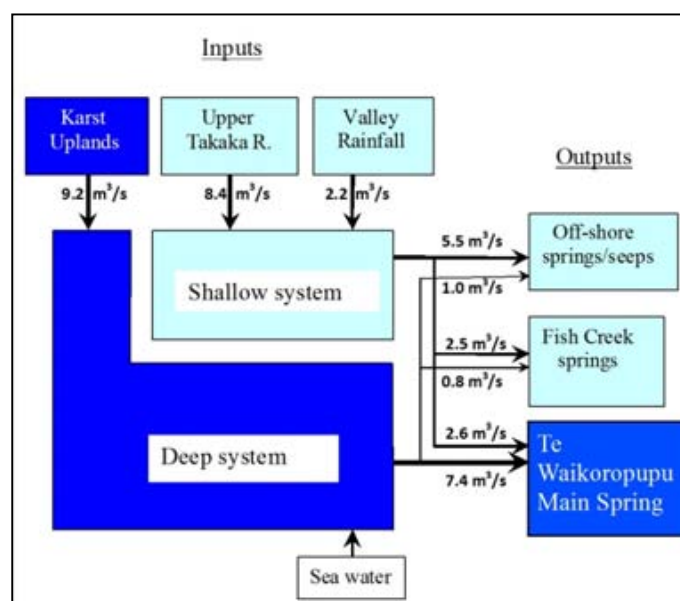 Inputs
Karst
Uplands
Upper
Takaka R.
Valley
Rainfall
Outputs
9.2 m³/s
8.4 m³/s
2.2 m³/s
5.5 m³/s
Off-shore
springs/seeps
1.0 m³/s
Shallow system
2.5 m³/s
Fish Creek
springs
0.8 m³/s
2.6 m³/s
Te
Waikoropupu
Main Spring
Deep system
7.4 m³/s
Sea water